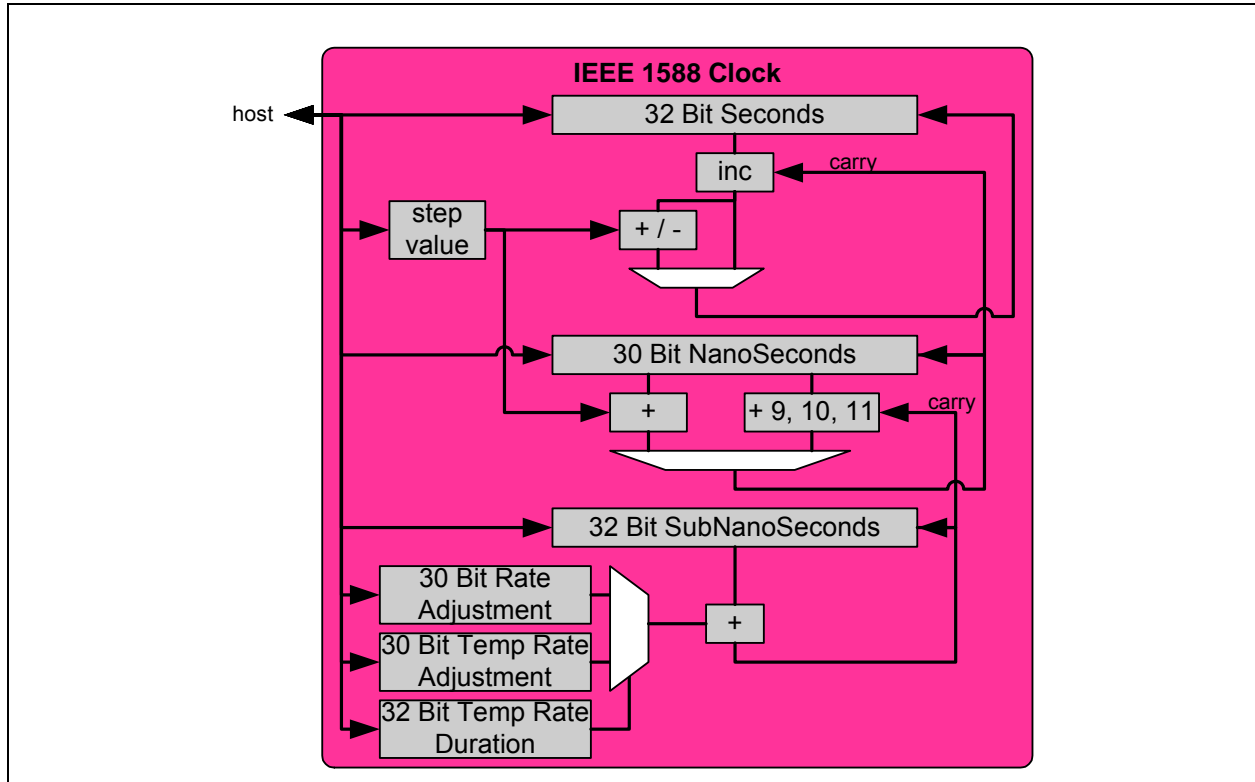 IEEE 1588 Clock
host
32 Bit Seconds
inc
carry
step
value
+ / -
30 Bit NanoSeconds
+
+ 9, 10, 11
carry
32 Bit SubNanoSeconds
30 Bit Rate
Adjustment
+
30 Bit Temp Rate
Adjustment
32 Bit Temp Rate
Duration